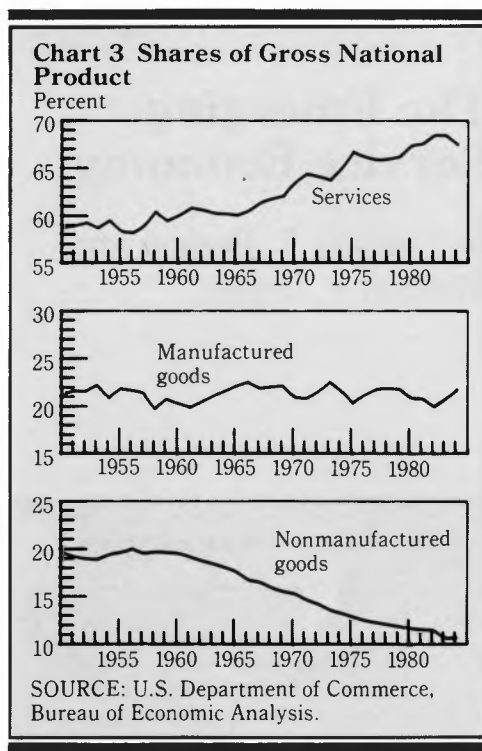 Chart 3 Shares of Gross National
Product
Percent
70
65
60
55
Services
1955 1960 1965 1970 1975 1980
30
25
20
15
Manufactured
goods
1955 1960 1965 1970 1975 1980
25
20
15
10
Nonmanufactured
goods
1955 1960 1965 1970 1975 1980
SOURCE: U.S. Department of Commerce,
Bureau of Economic Analysis.